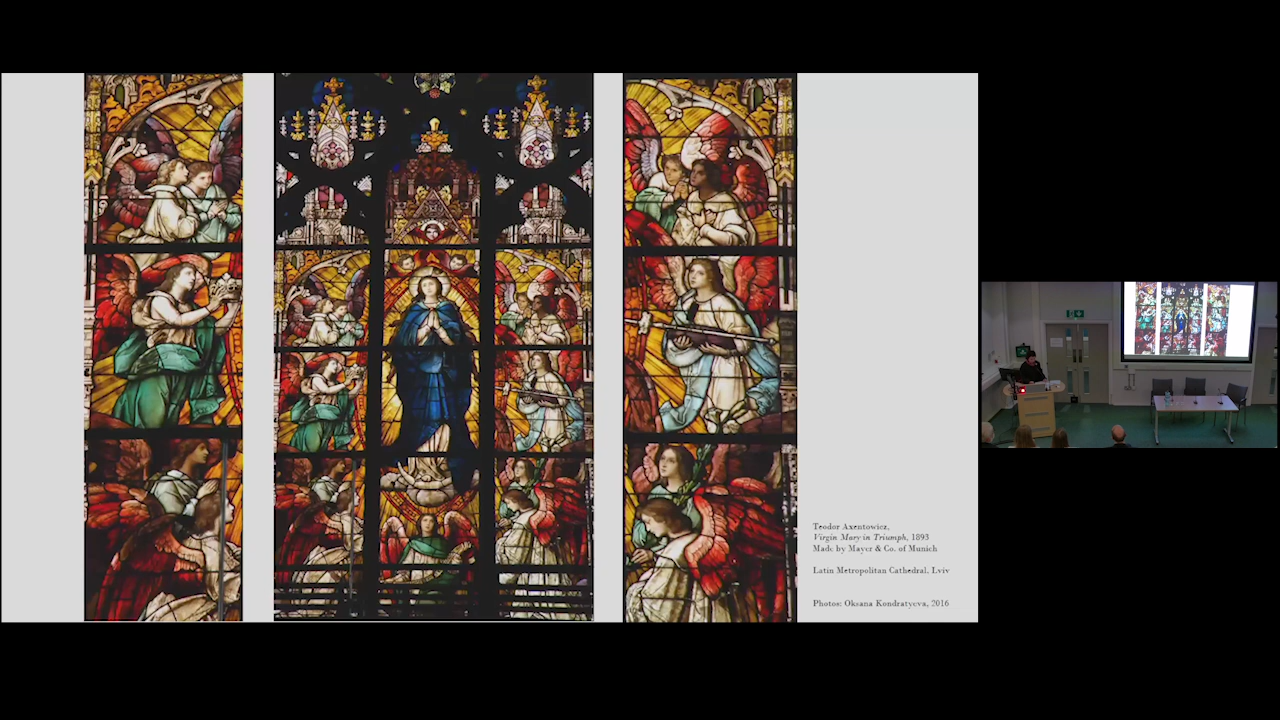 Teodor Axentowicz,
Virgin Mary in Triumph, 1893
Made by Mayer & Co. of Munich
Latin Metropolitan Cathedral. Lviv
Photos: Oksana Kondratyeva, 2016